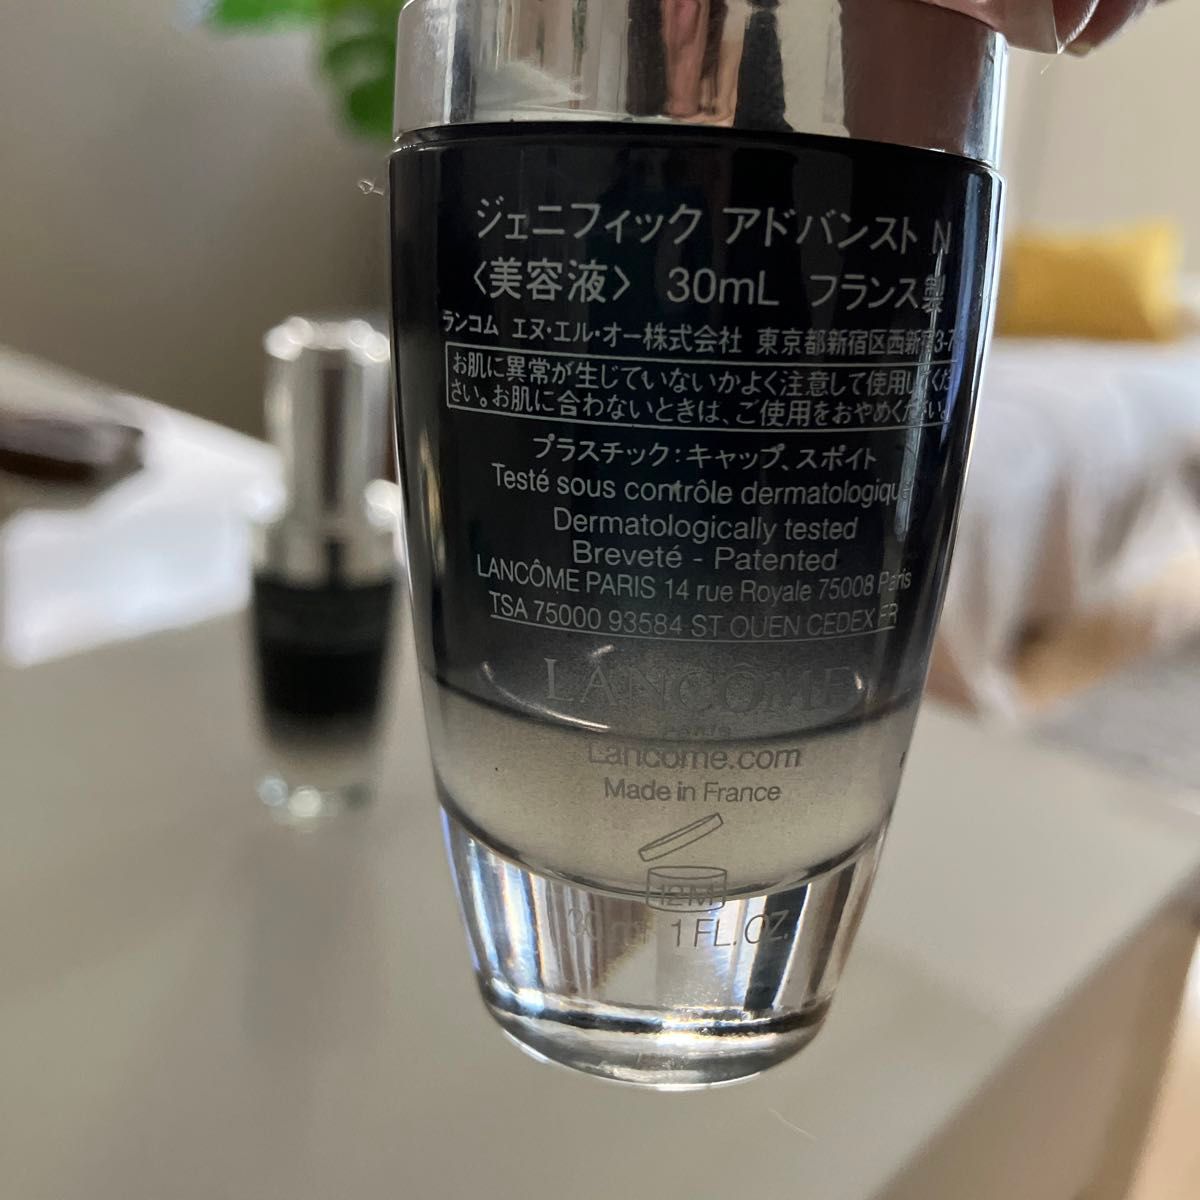 ジェニフィック アドバンスト N
〈美容液〉 30mL フランス製
ランコム エヌ・エル・オー株式会社 東京都新宿区西新宿3-7
お肌に異常が生じていないかよく注意して使用してくだ
さい。お肌に合わないときは、ご使用をおやめください。
プラスチック:キャップ、スポイト
Testé sous contrôle dermatologique
Dermatologically tested
Breveté - Patented
LANCÔME PARIS 14 rue Royale 75008 Paris
TSA 75000 93584 ST OUEN CEDEX FR
LANCÔME
PARIS
Lancome.com
Made in France
12M
1 FL.OZ.